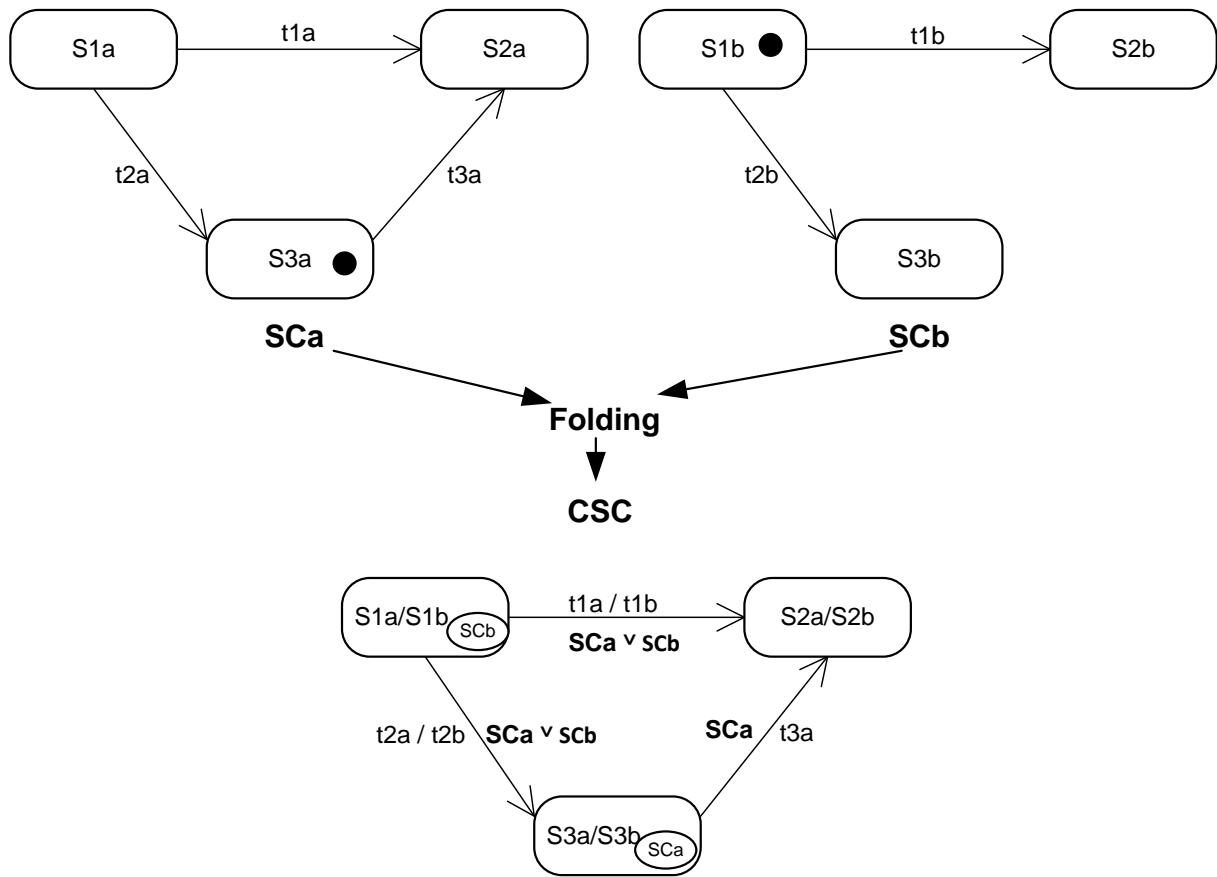 S1a
t1a
S2a
S1b
t1b
S2b
t2a
t3a
t2b
S3a
S3b
SCa
SCb
Folding
CSC
S1a/S1b
SCb
t1a / t1b
SCa ˅ SCb
S2a/S2b
t2a / t2b
SCa ˅ SCb
SCa
t3a
S3a/S3b
SCa